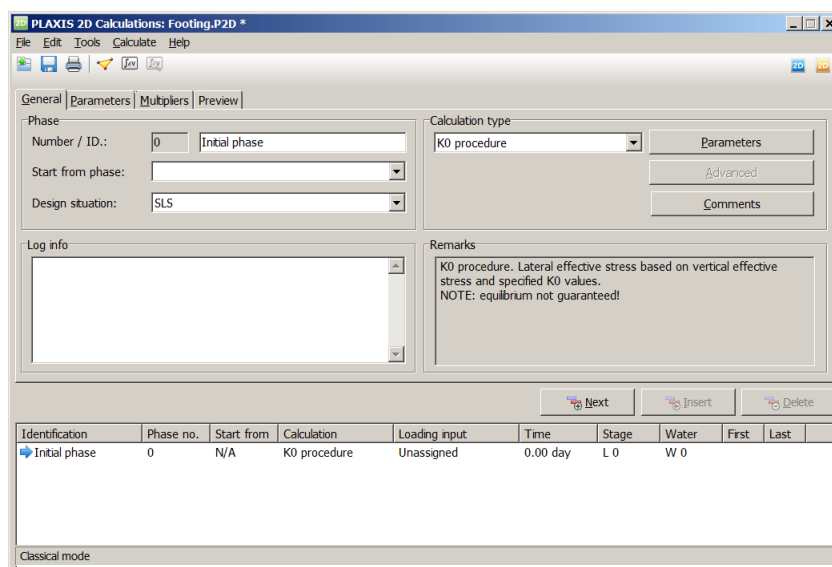 2D PLAXIS 2D Calculations: Footing.P2D *
File Edit Tools Calculate Help
2D 2D
General Parameters Multipliers Preview
Phase
Number / ID.: 0 Initial phase
Start from phase:
Design situation: SLS
Calculation type
K0 procedure
Parameters
Advanced
Comments
Log info
Remarks
K0 procedure. Lateral effective stress based on vertical effective
stress and specified K0 values.
NOTE: equilibrium not guaranteed!
Next Insert Delete
Identification Phase no. Start from Calculation Loading input Time Stage Water First Last
Initial phase 0 N/A K0 procedure Unassigned 0.00 day L 0 W 0
Classical mode